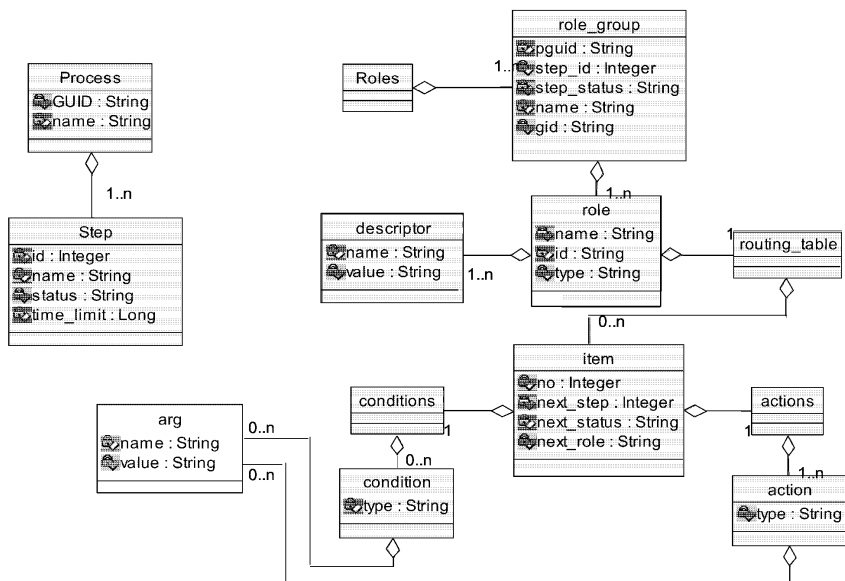 role_group
pguid : String
step_id : Integer
step_status : String
name : String
gid : String
Roles
1..n
Process
GUID : String
name : String
1..n
Step
id : Integer
name : String
status : String
time_limit : Long
1..n
role
name : String
id : String
type : String
descriptor
name : String
value : String
1..n
1
routing_table
0..n
item
no : Integer
next_step : Integer
next_status : String
next_role : String
conditions
1
actions
1
arg
name : String
value : String
0..n
0..n
0..n
condition
type : String
1..n
action
type : String